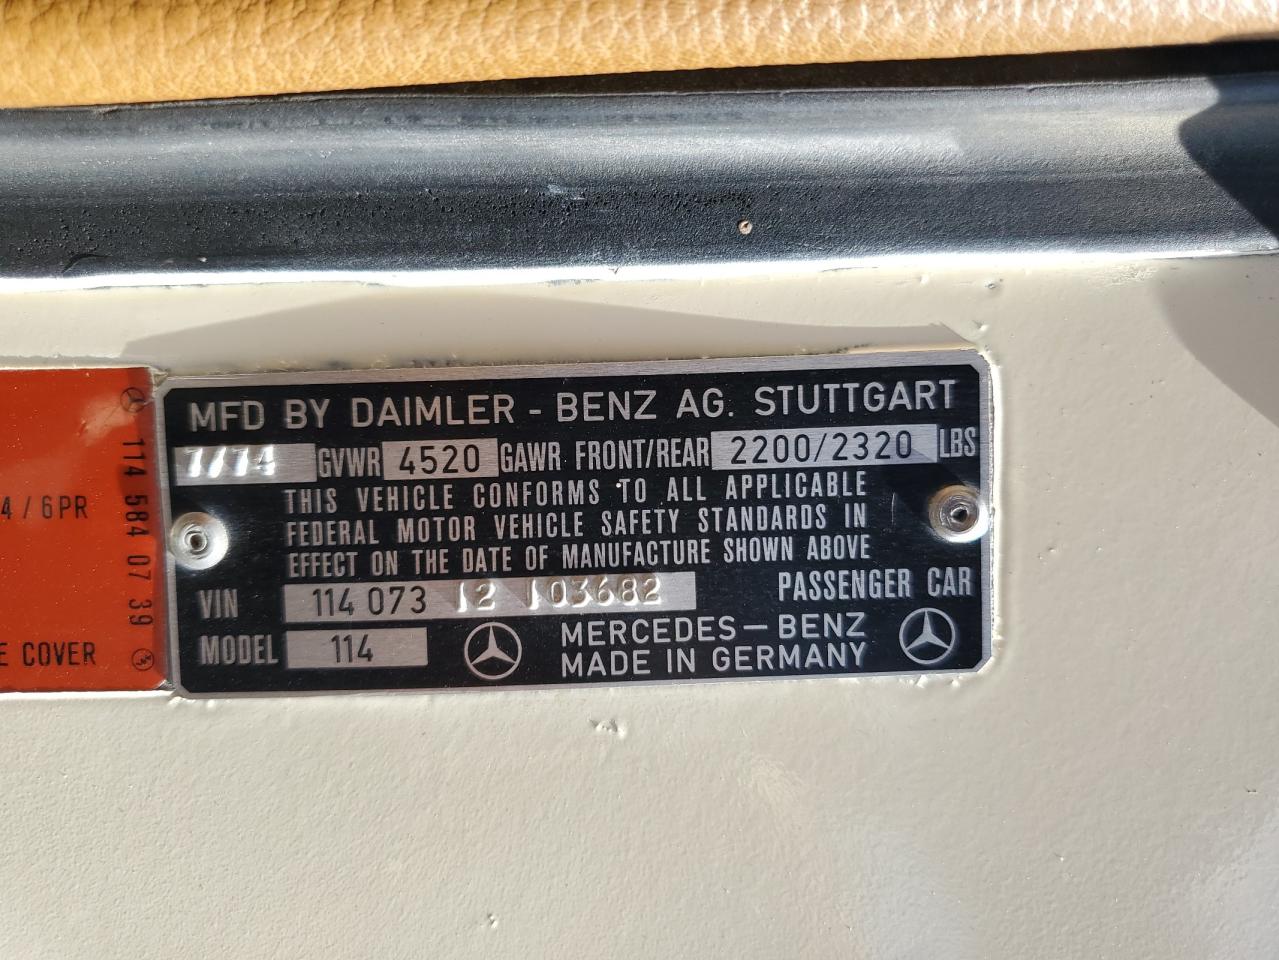 4/6PR
E COVER
114 584 07 39
MFD BY DAIMLER - BENZ AG. STUTTGART
7/74 GVWR 4520 GAWR FRONT/REAR 2200/2320 LBS
THIS VEHICLE CONFORMS TO ALL APPLICABLE
FEDERAL MOTOR VEHICLE SAFETY STANDARDS IN
EFFECT ON THE DATE OF MANUFACTURE SHOWN ABOVE
VIN 114 073 12 103682 PASSENGER CAR
MODEL 114 MERCEDES-BENZ
MADE IN GERMANY